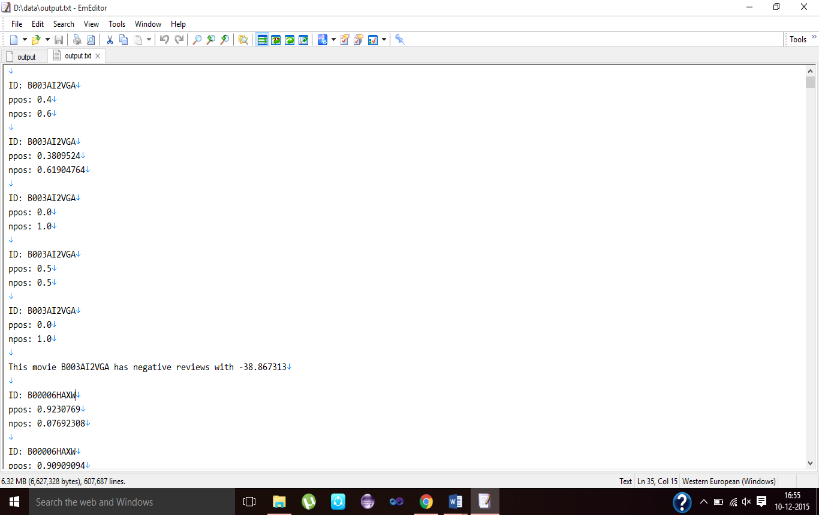 D:\data\output.txt - EmEditor
File Edit Search View Tools Window Help
Tools
output
output.txt
ID: B003AI2VGA
ppos: 0.4
npos: 0.6
ID: B003AI2VGA
ppos: 0.3809524
npos: 0.61904764
ID: B003AI2VGA
ppos: 0.0
npos: 1.0
ID: B003AI2VGA
ppos: 0.5
npos: 0.5
ID: B003AI2VGA
ppos: 0.0
npos: 1.0
This movie B003AI2VGA has negative reviews with -38.867313
ID: B00006HAXW
ppos: 0.9230769
npos: 0.07692308
ID: B00006HAXW
ppos: 0.90909094
6.32 MB (6,627,328 bytes), 607,687 lines.
Text Ln 35, Col 15 Western European (Windows)
Search the web and Windows
16:55
10-12-2015